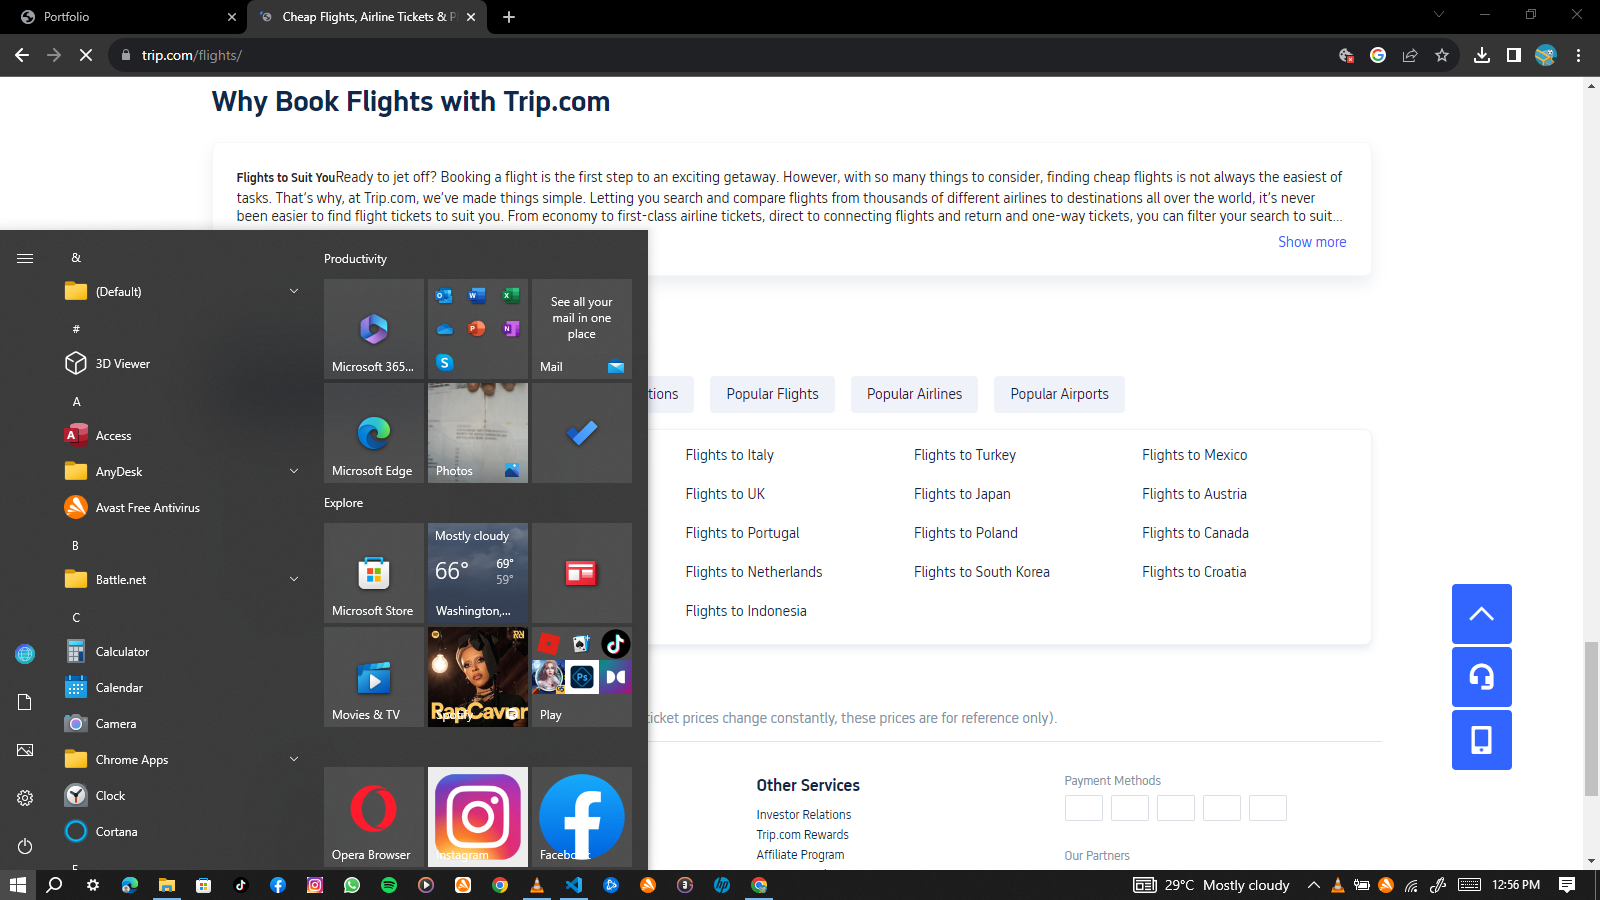 Portfolio
Cheap Flights, Airline Tickets & P
trip.com/flights/
Why Book Flights with Trip.com
Flights to Suit YouReady to jet off? Booking a flight is the first step to an exciting getaway. However, with so many things to consider, finding cheap flights is not always the easiest of
tasks. That's why, at Trip.com, we've made things simple. Letting you search and compare flights from thousands of different airlines to destinations all over the world, it's never
been easier to find flight tickets to suit you. From economy to first-class airline tickets, direct to connecting flights and return and one-way tickets, you can filter your search to suit...
Show more
&
(Default)
#
3D Viewer
A
Access
AnyDesk
Avast Free Antivirus
B
Battle.net
C
Calculator
Calendar
Camera
Chrome Apps
Clock
Cortana
Productivity
Microsoft 365...
See all your
mail in one
place
Mail
Microsoft Edge
Photos
Explore
Microsoft Store
Mostly cloudy
66°
69°
59°
Washington,...
Movies & TV
RapCaviar
Spotify
Play
Opera Browser
Instagram
Facebook
tions
Popular Flights
Popular Airlines
Popular Airports
Flights to Italy
Flights to Turkey
Flights to Mexico
Flights to UK
Flights to Japan
Flights to Austria
Flights to Portugal
Flights to Poland
Flights to Canada
Flights to Netherlands
Flights to South Korea
Flights to Croatia
Flights to Indonesia
ticket prices change constantly, these prices are for reference only).
Other Services
Investor Relations
Trip.com Rewards
Affiliate Program
Payment Methods
Our Partners
29°C Mostly cloudy
12:56 PM